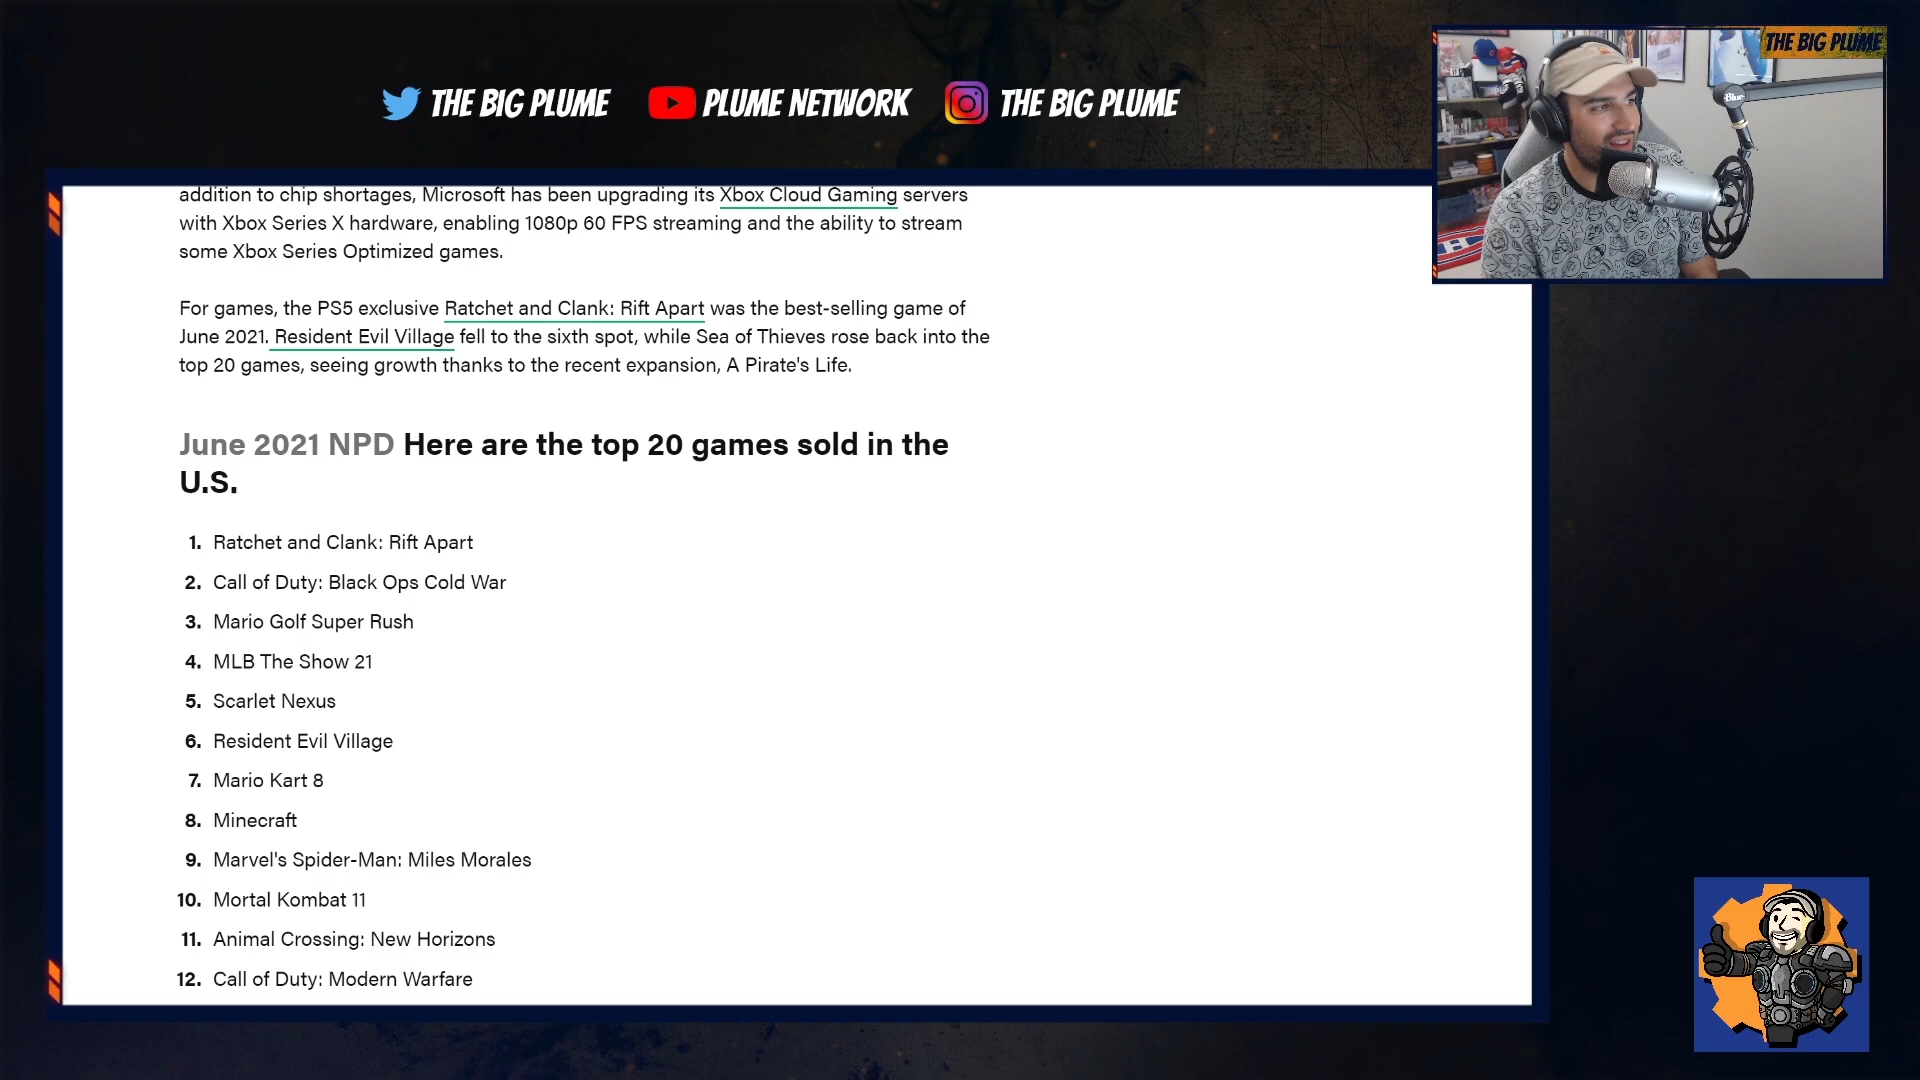 THE BIG PLUME
THE BIG PLUME PLUME NETWORK THE BIG PLUME
Blue
addition to chip shortages, Microsoft has been upgrading its Xbox Cloud Gaming servers
with Xbox Series X hardware, enabling 1080p 60 FPS streaming and the ability to stream
some Xbox Series Optimized games.
For games, the PS5 exclusive Ratchet and Clank: Rift Apart was the best-selling game of
June 2021. Resident Evil Village fell to the sixth spot, while Sea of Thieves rose back into the
top 20 games, seeing growth thanks to the recent expansion, A Pirate's Life.
June 2021 NPD Here are the top 20 games sold in the
U.S.
1. Ratchet and Clank: Rift Apart
2. Call of Duty: Black Ops Cold War
3. Mario Golf Super Rush
4. MLB The Show 21
5. Scarlet Nexus
6. Resident Evil Village
7. Mario Kart 8
8. Minecraft
9. Marvel's Spider-Man: Miles Morales
10. Mortal Kombat 11
11. Animal Crossing: New Horizons
12. Call of Duty: Modern Warfare